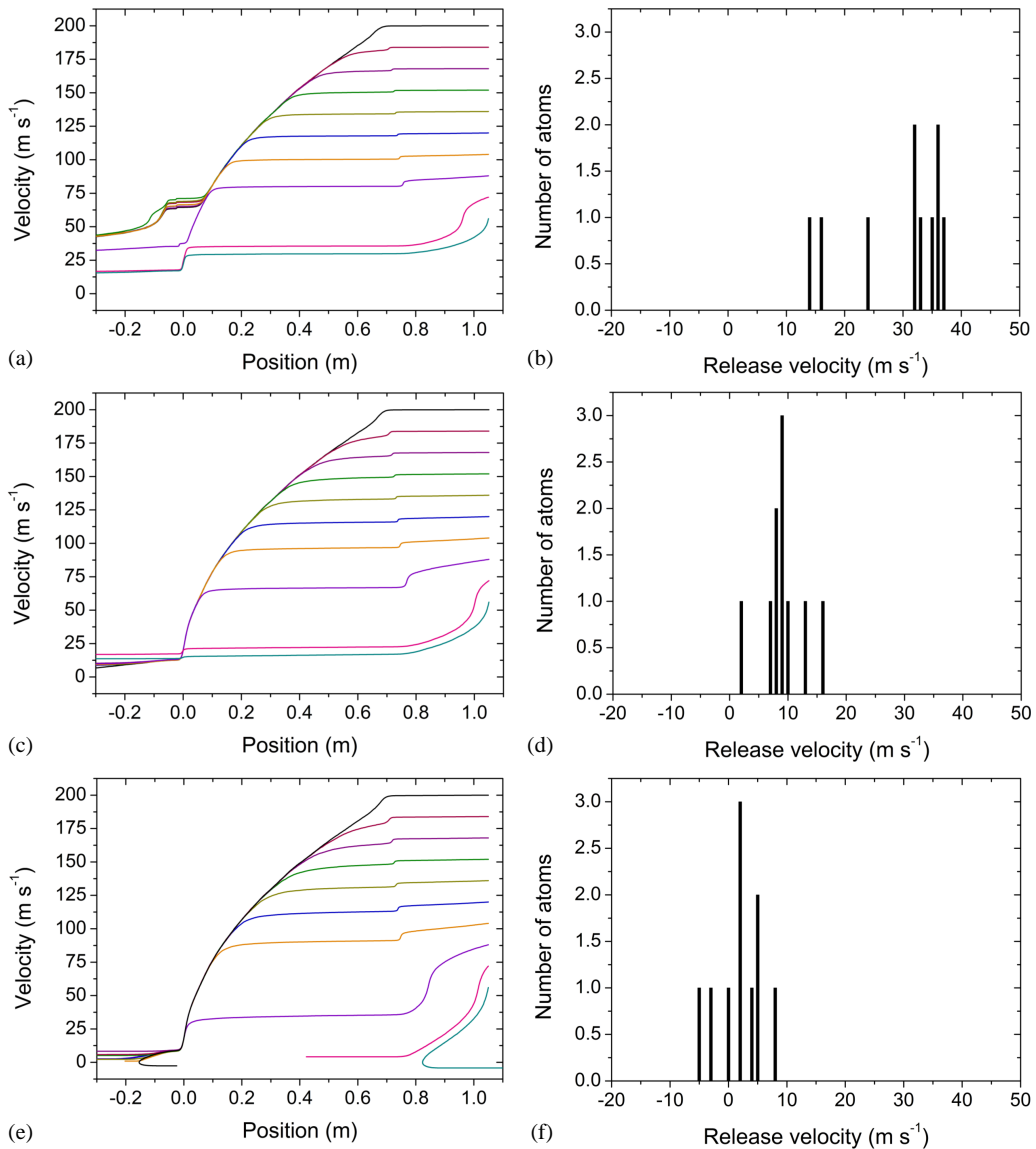 200
175
150
125
100
75
50
25
0
Velocity (m s⁻¹)
-0.2 0.0 0.2 0.4 0.6 0.8 1.0
Position (m)
(a)
3.0
2.5
2.0
1.5
1.0
0.5
0.0
Number of atoms
-20 -10 0 10 20 30 40 50
Release velocity (m s⁻¹)
(b)
200
175
150
125
100
75
50
25
0
Velocity (m s⁻¹)
-0.2 0.0 0.2 0.4 0.6 0.8 1.0
Position (m)
(c)
3.0
2.5
2.0
1.5
1.0
0.5
0.0
Number of atoms
-20 -10 0 10 20 30 40 50
Release velocity (m s⁻¹)
(d)
200
175
150
125
100
75
50
25
0
Velocity (m s⁻¹)
-0.2 0.0 0.2 0.4 0.6 0.8 1.0
Position (m)
(e)
3.0
2.5
2.0
1.5
1.0
0.5
0.0
Number of atoms
-20 -10 0 10 20 30 40 50
Release velocity (m s⁻¹)
(f)